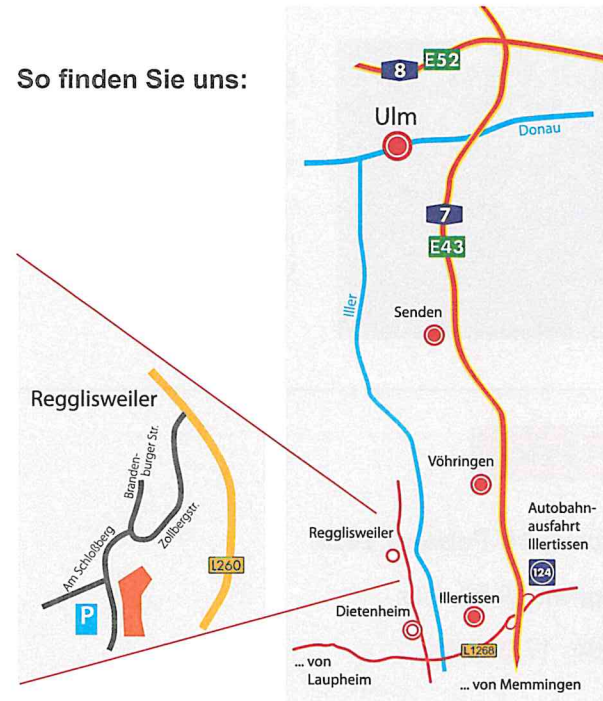 So finden Sie uns:
8
E52
Ulm
Donau
7
E43
Iller
Senden
Vöhringen
Autobahn-
ausfahrt
Illertissen
124
Regglisweiler
Dietenheim
Illertissen
L1268
... von
Laupheim
... von Memmingen
Regglisweiler
Branden-
burger Str.
Zollbergstr.
Am Schloßberg
L260
P